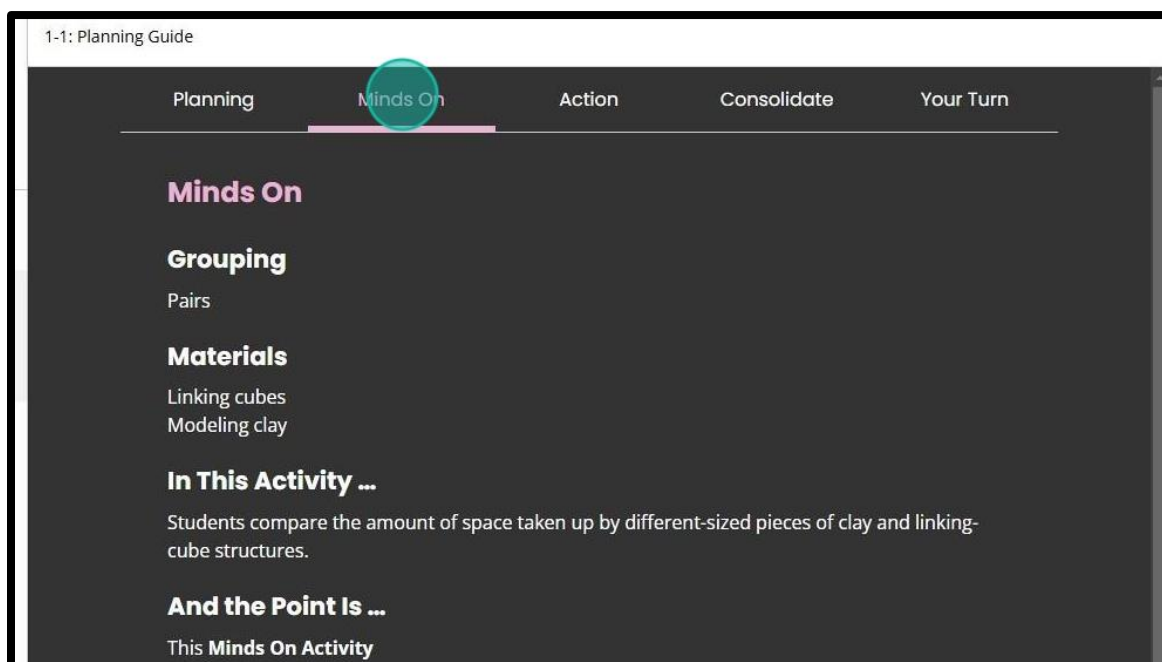 1-1: Planning Guide
Planning Minds On Action Consolidate Your Turn
Minds On
Grouping
Pairs
Materials
Linking cubes
Modeling clay
In This Activity ...
Students compare the amount of space taken up by different-sized pieces of clay and linking-
cube structures.
And the Point Is ...
This Minds On Activity